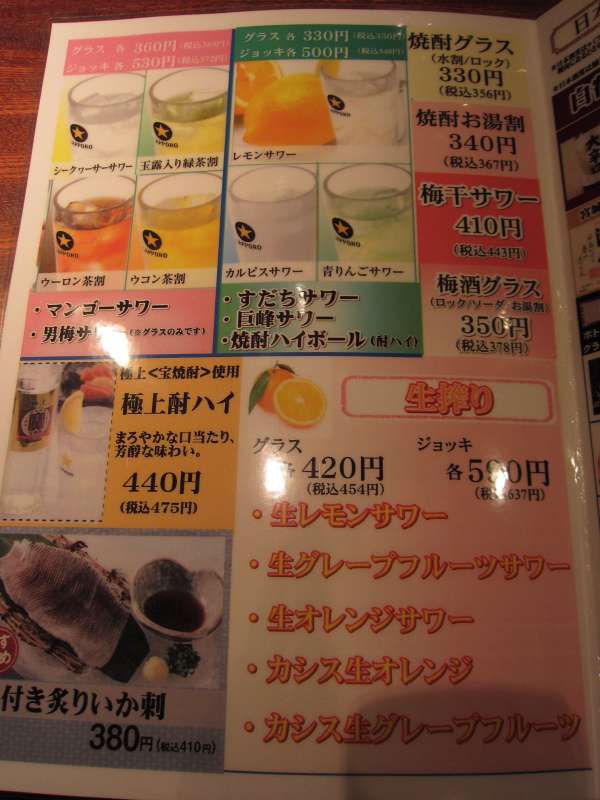 グラス 各 360円
ジョッキ各 530円
シークヮーサーサワー
玉露入り緑茶割
ウーロン茶割
ウコン茶割
・マンゴーサワー
・男梅サワー(※グラスのみです)
グラス 各 330円(税込356円)
ジョッキ各 500円(税込540円)
レモンサワー
カルピスサワー
青りんごサワー
・すだちサワー
・巨峰サワー
・焼酎ハイボール(酎ハイ)
焼酎グラス
(水割/ロック)
330円
(税込356円)
焼酎お湯割
340円
(税込367円)
梅干サワー
410円
(税込443円)
梅酒グラス
(ロック/ソーダ/お湯割)
350円
(税込378円)
SAPPORO
SAPPORO
SAPPORO
SAPPORO
SAPPORO
極上<宝焼酎>使用
極上酎ハイ
まろやかな口当たり、
芳醇な味わい。
440円
(税込475円)
生搾り
グラス
各 420円
(税込454円)
ジョッキ
各 590円
(税込637円)
・生レモンサワー
・生グレープフルーツサワー
・生オレンジサワー
・カシス生オレンジ
・カシス生グレープフルーツ
付き炙りいか刺
380円(税込410円)